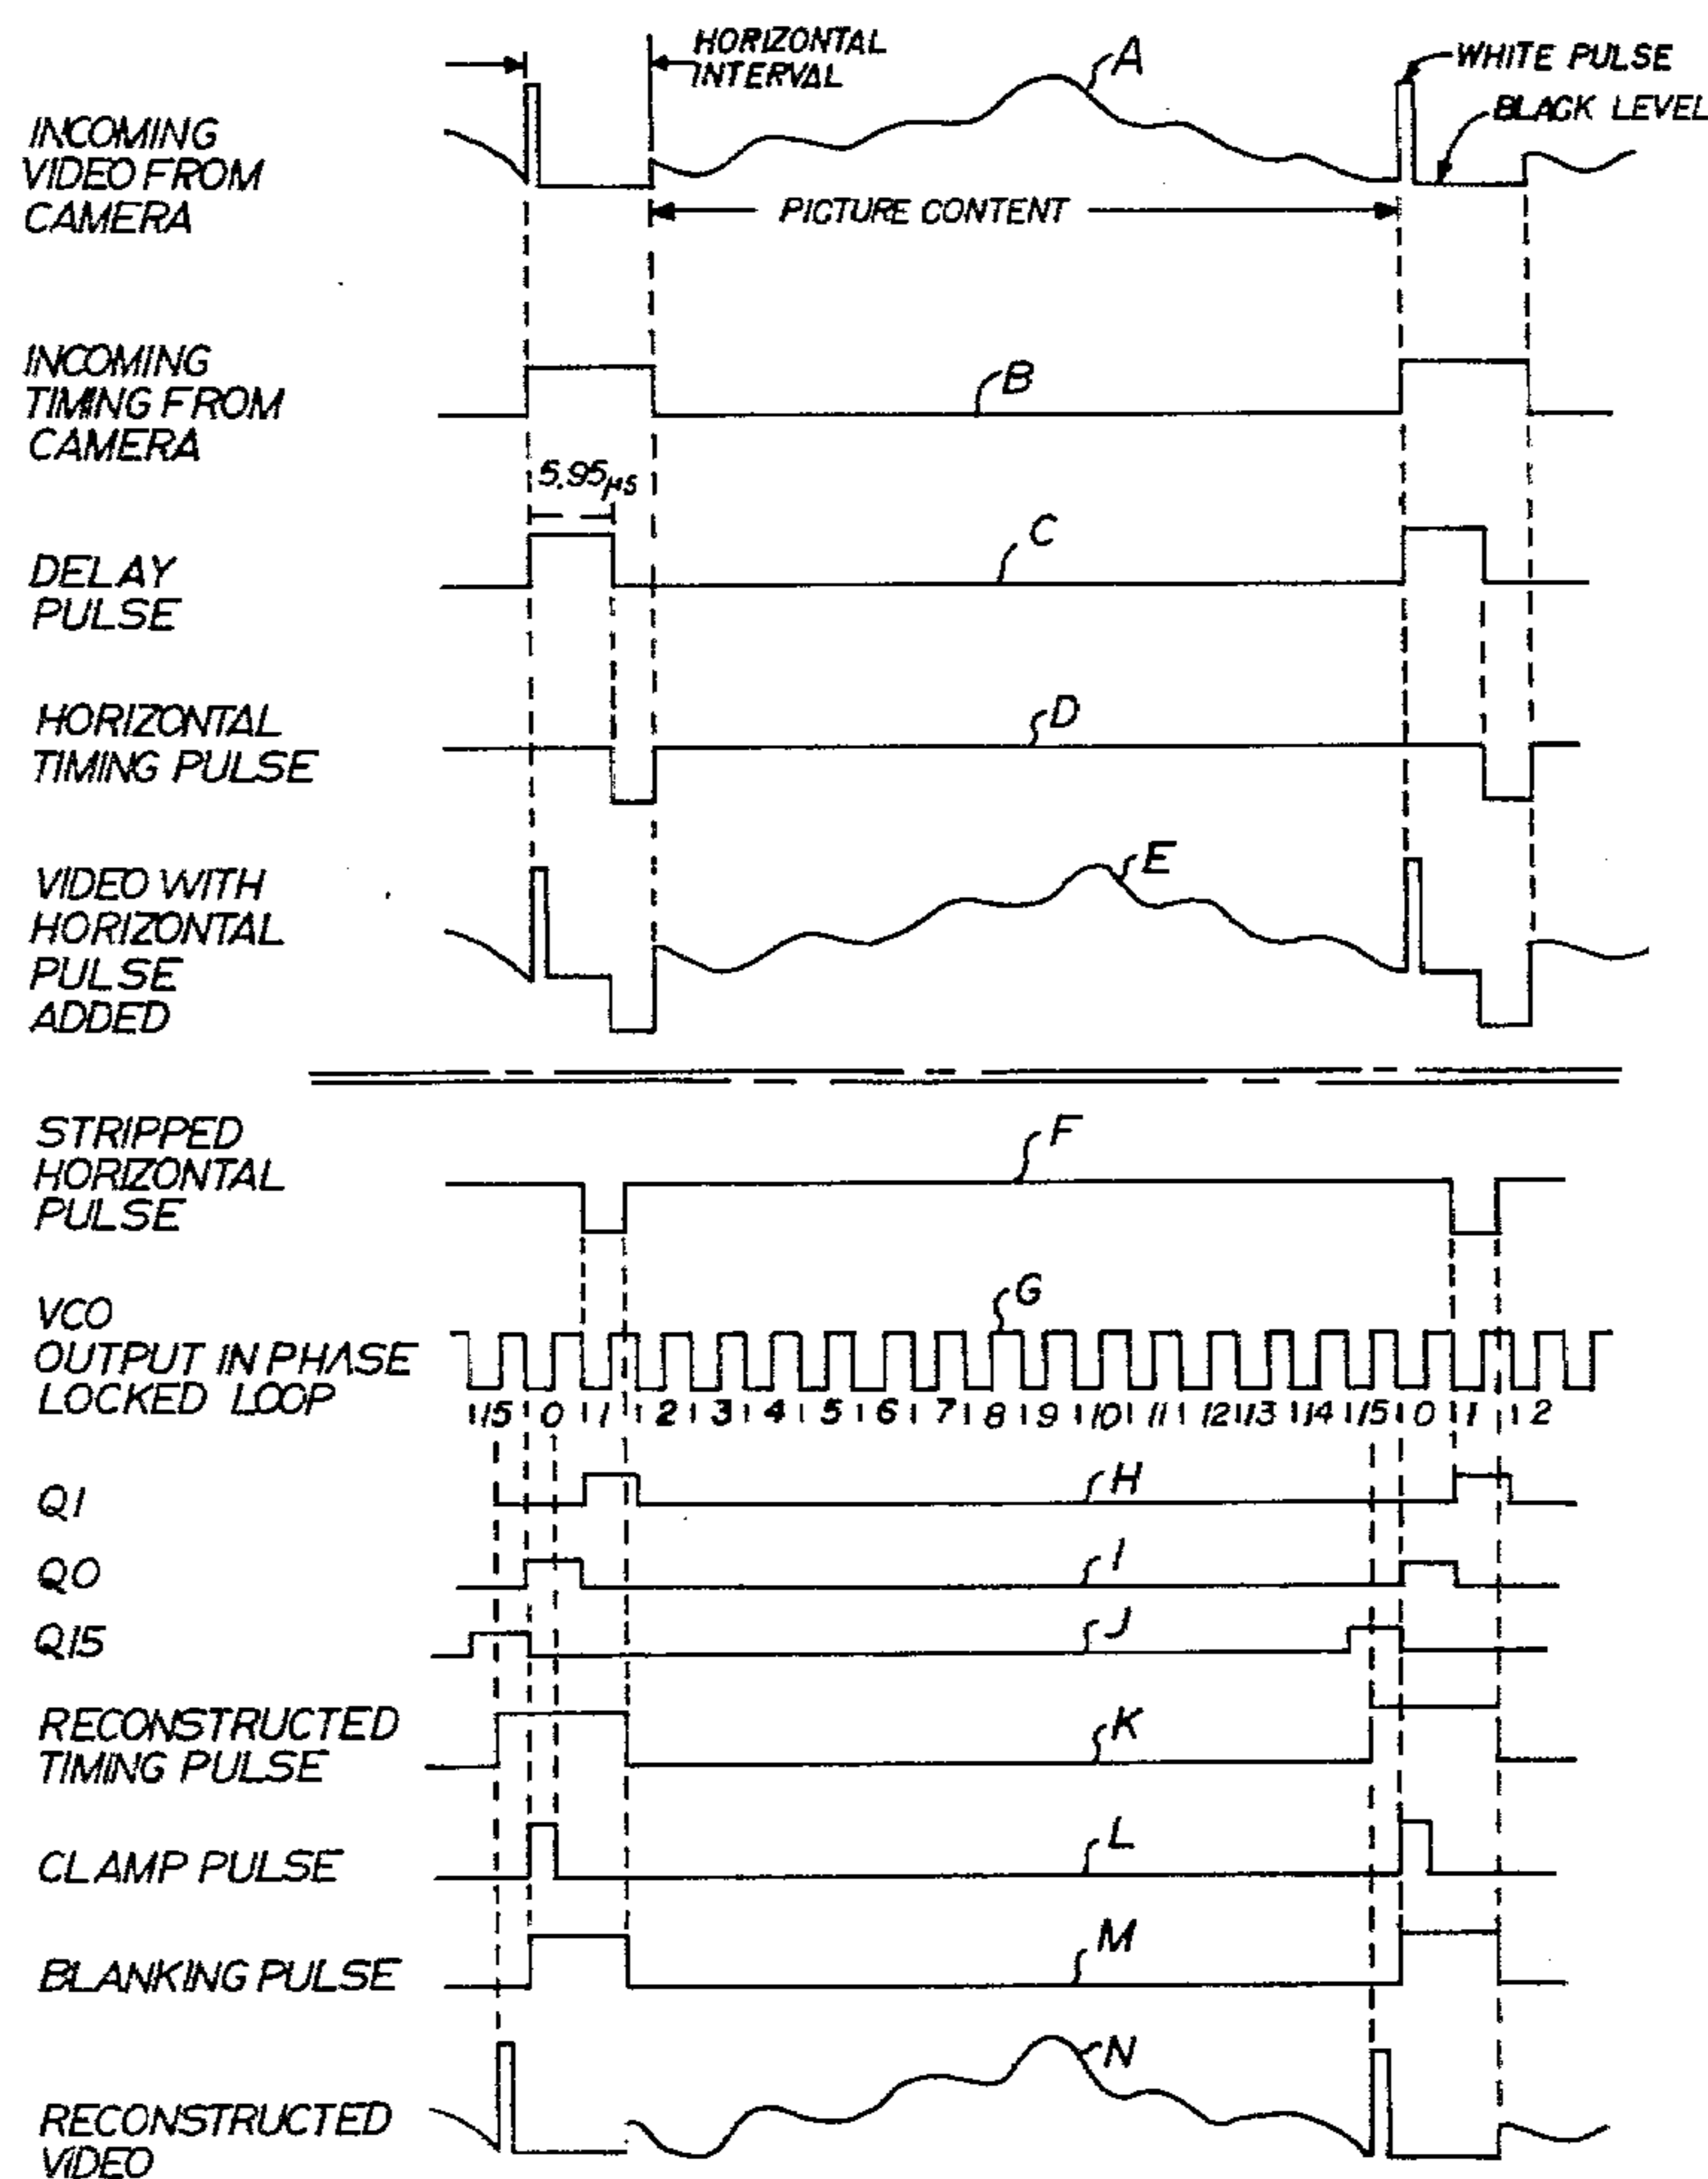 HORIZONTAL
INTERVAL
A
WHITE PULSE
BLACK LEVEL
INCOMING
VIDEO FROM
CAMERA
PICTURE CONTENT
INCOMING
TIMING FROM
CAMERA
B
5.95μs
DELAY
PULSE
C
HORIZONTAL
TIMING PULSE
D
VIDEO WITH
HORIZONTAL
PULSE
ADDED
E
STRIPPED
HORIZONTAL
PULSE
F
VCO
OUTPUT IN PHASE
LOCKED LOOP
G
15 0 1 2 3 4 5 6 7 8 9 10 11 12 13 14 15 0 1 2
Q1
H
Q0
I
Q15
J
RECONSTRUCTED
TIMING PULSE
K
CLAMP PULSE
L
BLANKING PULSE
M
RECONSTRUCTED
VIDEO
N